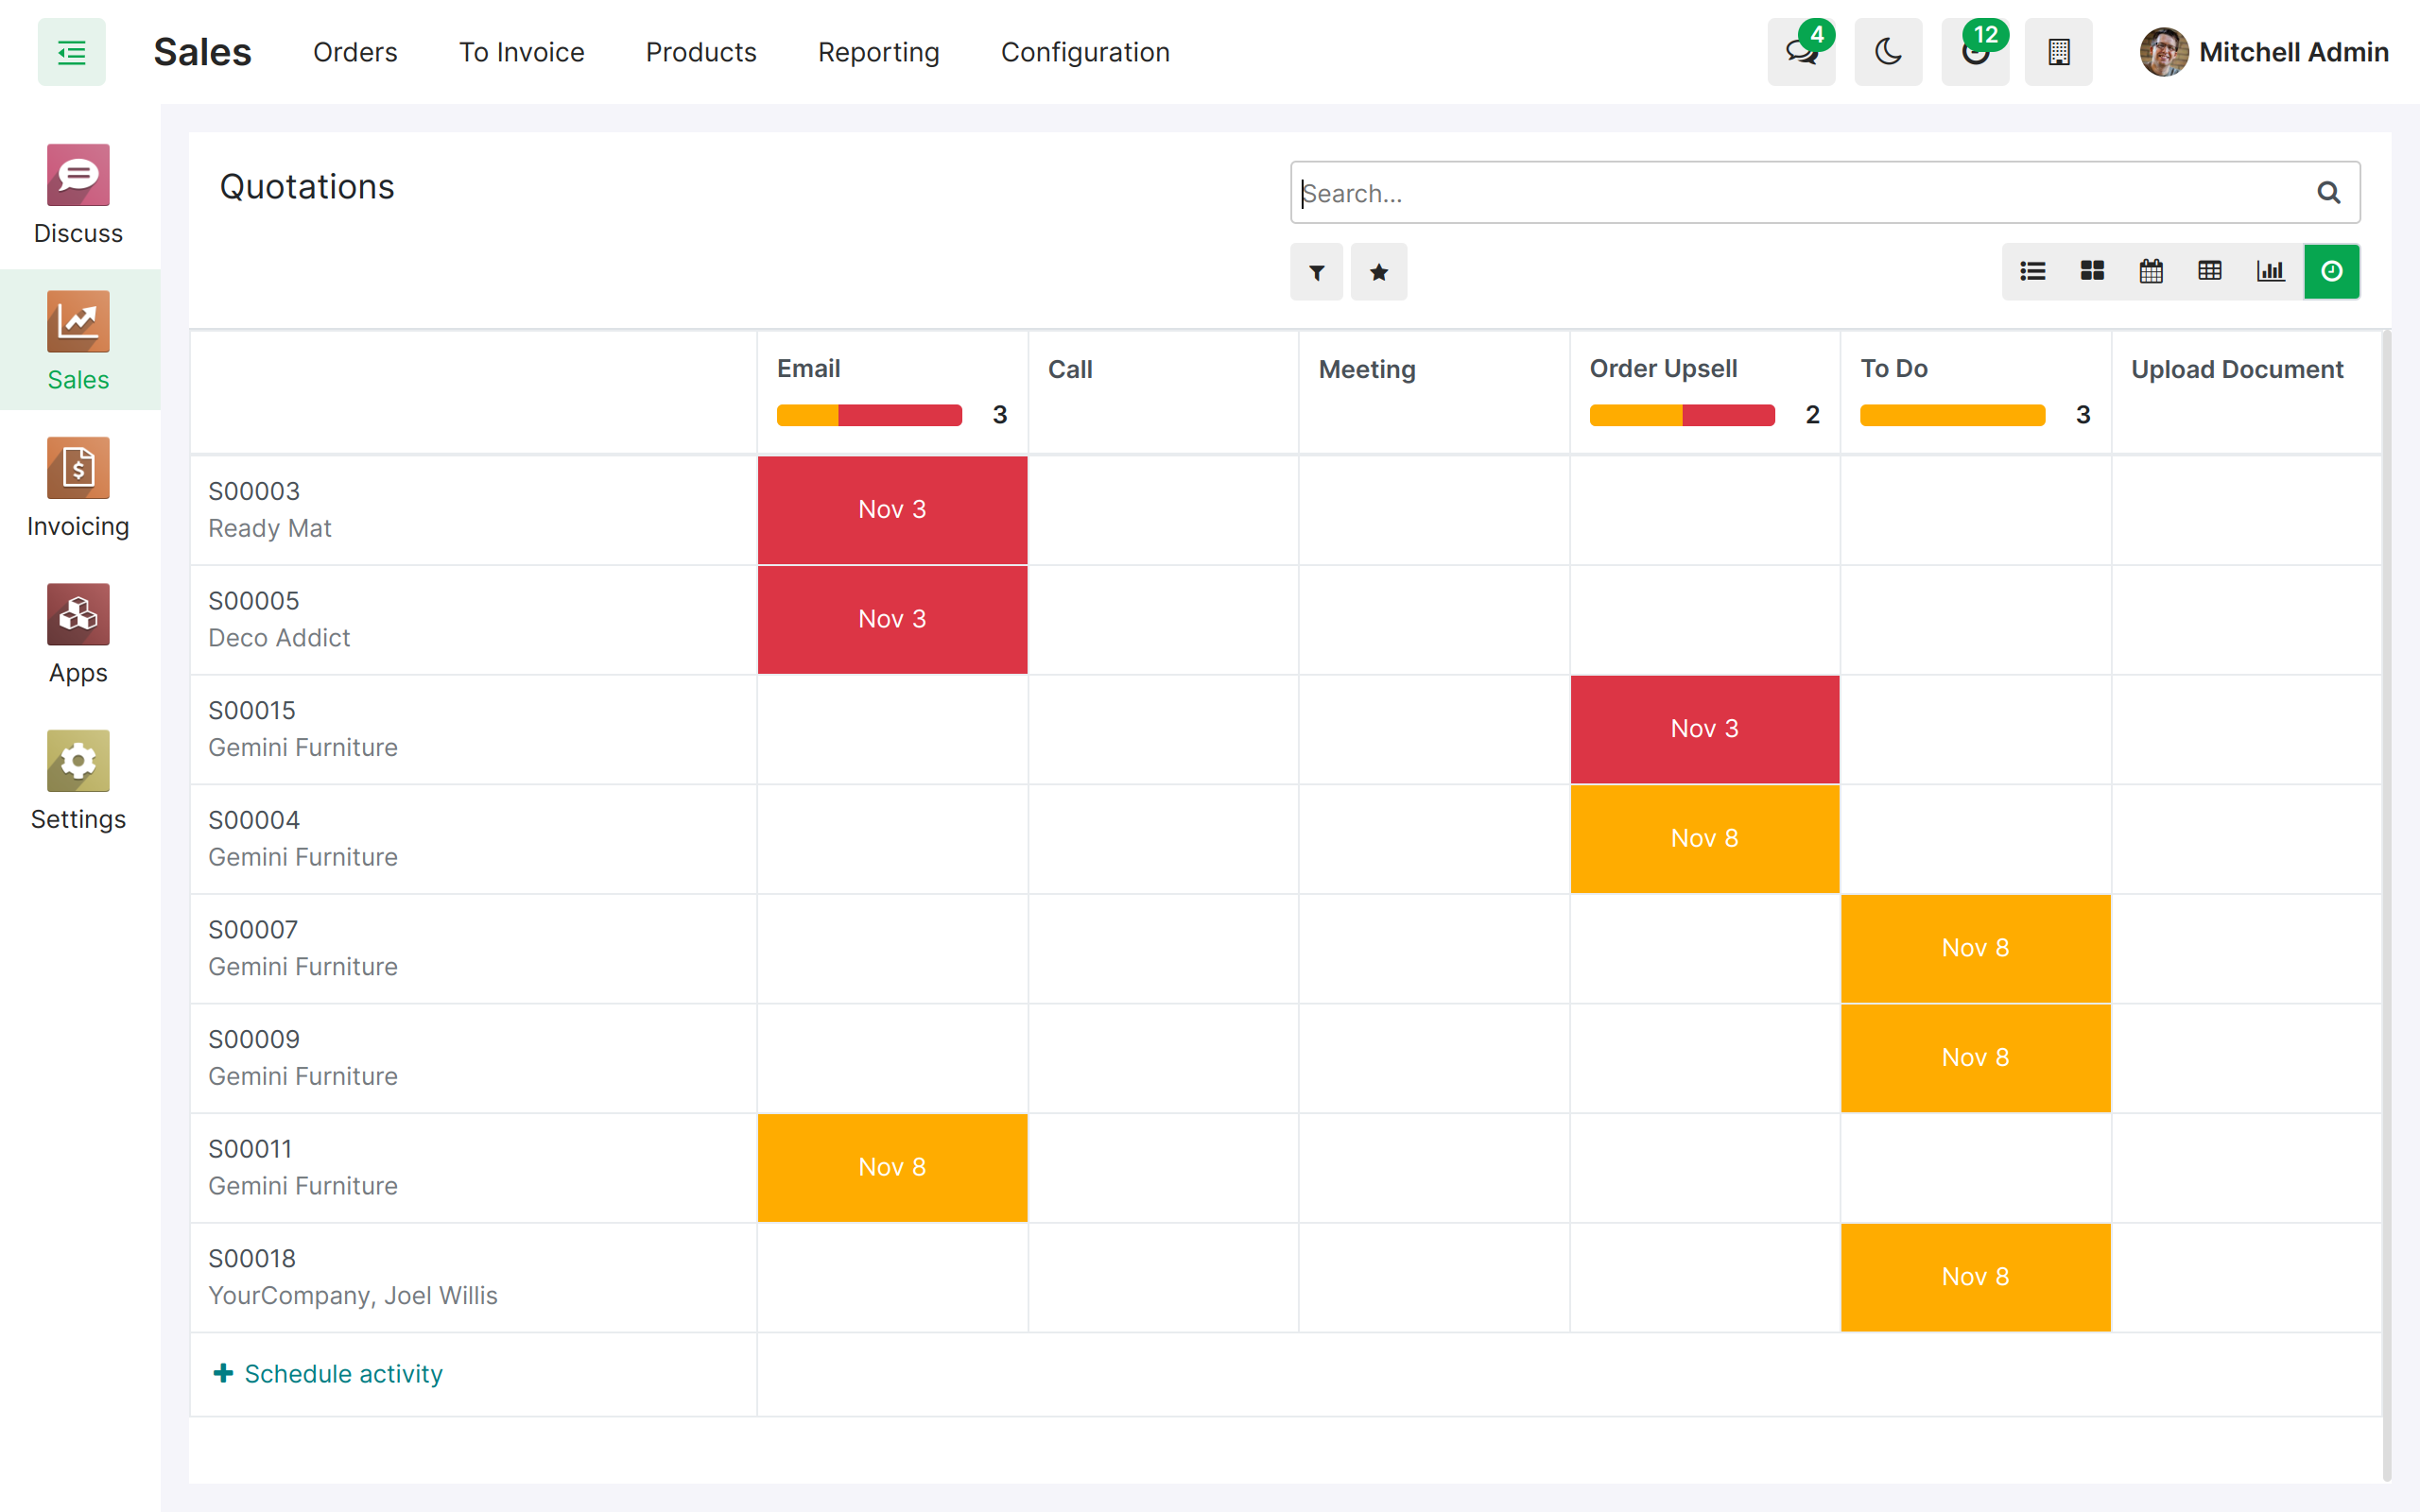 Sales
Orders
To Invoice
Products
Reporting
Configuration
4
12
Mitchell Admin
Discuss
Sales
Invoicing
Apps
Settings
Quotations
Search...
Email
3
Call
Meeting
Order Upsell
2
To Do
3
Upload Document
S00003
Ready Mat
Nov 3
S00005
Deco Addict
Nov 3
S00015
Gemini Furniture
Nov 3
S00004
Gemini Furniture
Nov 8
S00007
Gemini Furniture
Nov 8
S00009
Gemini Furniture
Nov 8
S00011
Gemini Furniture
Nov 8
S00018
YourCompany, Joel Willis
Nov 8
Schedule activity